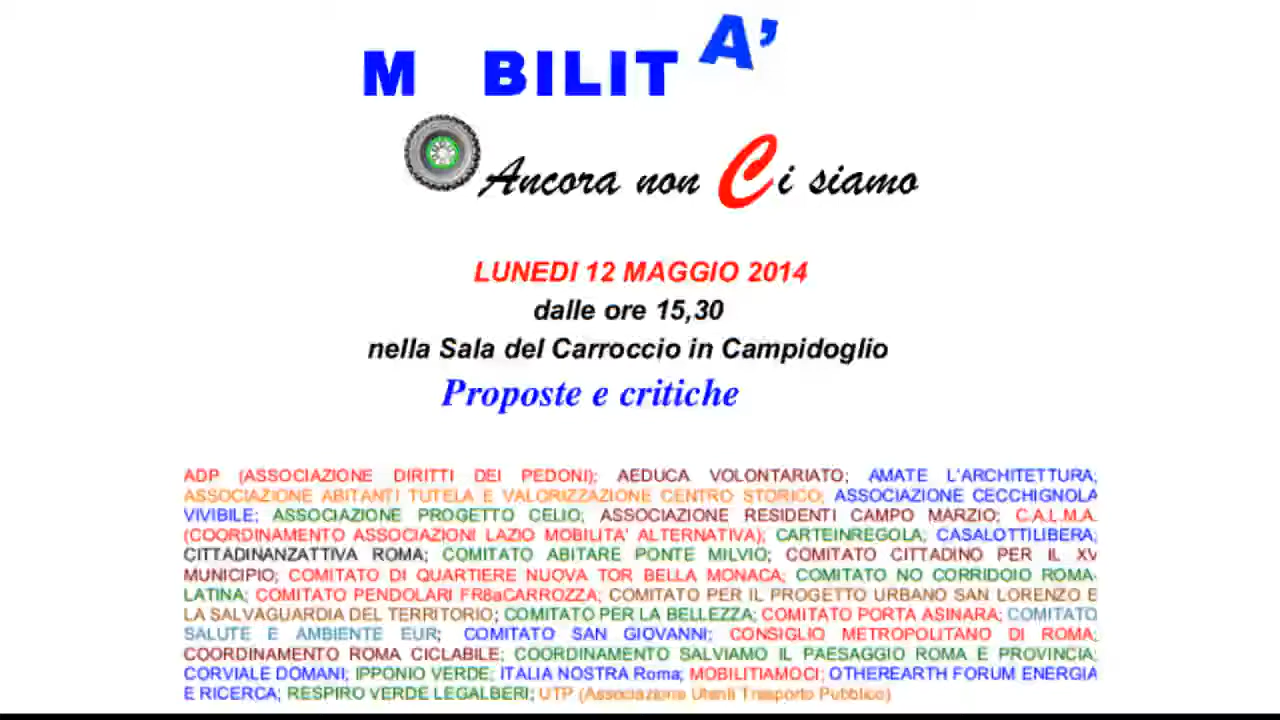 M BILITA'
Ancora non Ci siamo
LUNEDI 12 MAGGIO 2014
dalle ore 15,30
nella Sala del Carroccio in Campidoglio
Proposte e critiche
ADP (ASSOCIAZIONE DIRITTI DEI PEDONI); AEDUCA VOLONTARIATO; AMATE L'ARCHITETTURA;
ASSOCIAZIONE ABITANTI TUTELA E VALORIZZAZIONE CENTRO STORICO; ASSOCIAZIONE CECCHIGNOLA
VIVIBILE; ASSOCIAZIONE PROGETTO CELIO; ASSOCIAZIONE RESIDENTI CAMPO MARZIO; C.A.L.M.A.
(COORDINAMENTO ASSOCIAZIONI LAZIO MOBILITA' ALTERNATIVA); CARTEINREGOLA; CASALOTTILIBERA;
CITTADINANZATTIVA ROMA; COMITATO ABITARE PONTE MILVIO; COMITATO CITTADINO PER IL XV
MUNICIPIO; COMITATO DI QUARTIERE NUOVA TOR BELLA MONACA; COMITATO NO CORRIDOIO ROMA-
LATINA; COMITATO PENDOLARI FR8aCARROZZA; COMITATO PER IL PROGETTO URBANO SAN LORENZO E
LA SALVAGUARDIA DEL TERRITORIO; COMITATO PER LA BELLEZZA; COMITATO PORTA ASINARA; COMITATO
SALUTE E AMBIENTE EUR; COMITATO SAN GIOVANNI; CONSIGLIO METROPOLITANO DI ROMA;
COORDINAMENTO ROMA CICLABILE; COORDINAMENTO SALVIAMO IL PAESAGGIO ROMA E PROVINCIA;
CORVIALE DOMANI; IPPONIO VERDE; ITALIA NOSTRA Roma; MOBILITIAMOCI; OTHEREARTH FORUM ENERGIA
E RICERCA; RESPIRO VERDE LEGALBERI; UTP (Associazione Utenti Trasporto Pubblico)